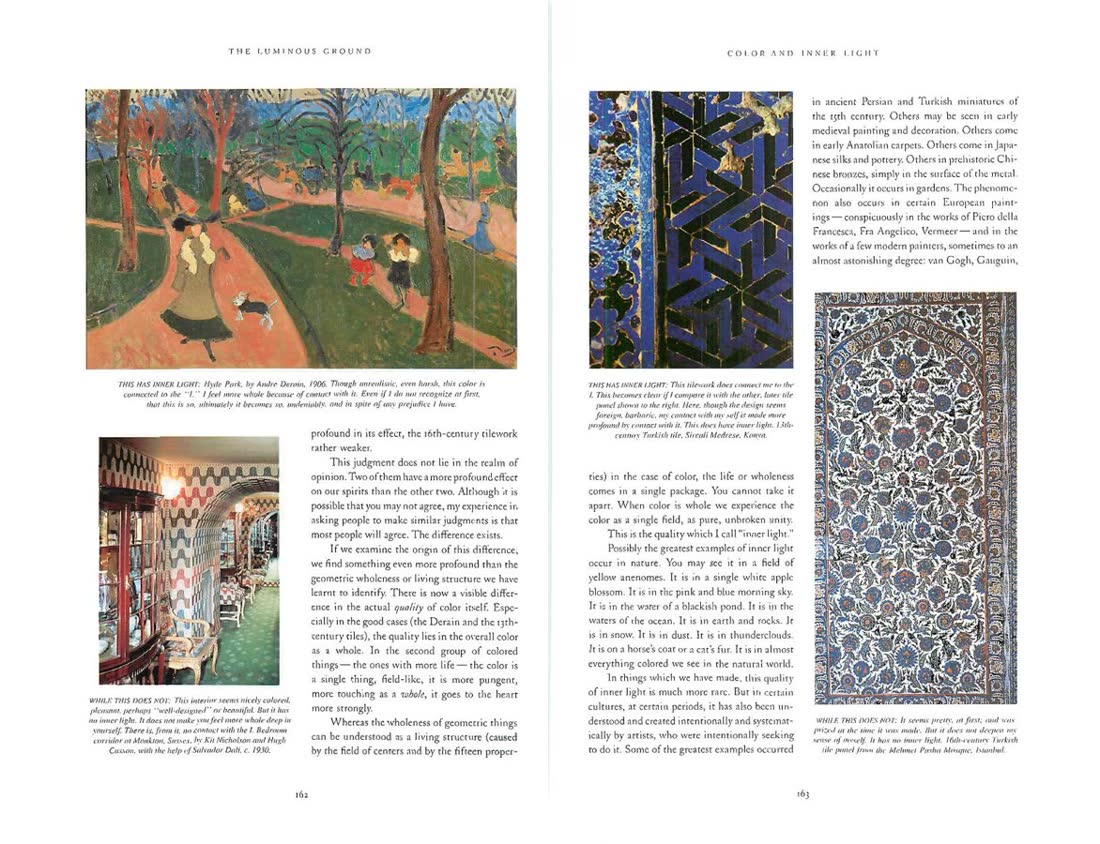 THE LUMINOUS GROUND
THIS HAS INNER LIGHT: Hyde Park, by Andre Derain, 1906. Though unrealistic, even harsh, this color is
connected to the "I." I feel more whole because of contact with it. Even if I do not recognize at first,
that this is so, ultimately it becomes so, undeniably, and in spite of any prejudice I have.
WHILE THIS DOES NOT: This interior seems nicely colored,
pleasant, perhaps "well-designed" or beautiful. But it has
no inner light. It does not make you feel more whole deep in
yourself. There is, from it, no contact with the I. Bedroom
corridor at Monkton, Sussex, by Kit Nicholson and Hugh
Casson, with the help of Salvador Dali, c. 1930.
profound in its effect, the 16th-century tilework
rather weaker.
This judgment does not lie in the realm of
opinion. Two of them have a more profound effect
on our spirits than the other two. Although it is
possible that you may not agree, my experience in
asking people to make similar judgments is that
most people will agree. The difference exists.
If we examine the origin of this difference,
we find something even more profound than the
geometric wholeness or living structure we have
learnt to identify. There is now a visible differ-
ence in the actual quality of color itself. Espe-
cially in the good cases (the Derain and the 13th-
century tiles), the quality lies in the overall color
as a whole. In the second group of colored
things — the ones with more life — the color is
a single thing, field-like, it is more pungent,
more touching as a whole, it goes to the heart
more strongly.
Whereas the wholeness of geometric things
can be understood as a living structure (caused
by the field of centers and by the fifteen proper-
162
COLOR AND INNER LIGHT
THIS HAS INNER LIGHT: This tilework does connect me to the
I. This becomes clear if I compare it with the other, later tile
panel shown to the right. Here, though the design seems
foreign, barbaric, my contact with my self is made more
profound by contact with it. This does have inner light. 13th-
century Turkish tile, Sircali Medrese, Konya.
ties) in the case of color, the life or wholeness
comes in a single package. You cannot take it
apart. When color is whole we experience the
color as a single field, as pure, unbroken unity.
This is the quality which I call "inner light."
Possibly the greatest examples of inner light
occur in nature. You may see it in a field of
yellow anenomes. It is in a single white apple
blossom. It is in the pink and blue morning sky.
It is in the water of a blackish pond. It is in the
waters of the ocean. It is in earth and rocks. It
is in snow. It is in dust. It is in thunderclouds.
It is on a horse's coat or a cat's fur. It is in almost
everything colored we see in the natural world.
In things which we have made, this quality
of inner light is much more rare. But in certain
cultures, at certain periods, it has also been un-
derstood and created intentionally and systemat-
ically by artists, who were intentionally seeking
to do it. Some of the greatest examples occurred
in ancient Persian and Turkish miniatures of
the 15th century. Others may be seen in early
medieval painting and decoration. Others come
in early Anatolian carpets. Others come in Japa-
nese silks and pottery. Others in prehistoric Chi-
nese bronzes, simply in the surface of the metal.
Occasionally it occurs in gardens. The phenome-
non also occurs in certain European paint-
ings — conspicuously in the works of Piero della
Francesca, Fra Angelico, Vermeer — and in the
works of a few modern painters, sometimes to an
almost astonishing degree: van Gogh, Gauguin,
WHILE THIS DOES NOT: It seems pretty, at first, and was
prized at the time it was made. But it does not deepen my
sense of myself. It has no inner light. 16th-century Turkish
tile panel from the Mehmet Pasha Mosque, Istanbul.
163